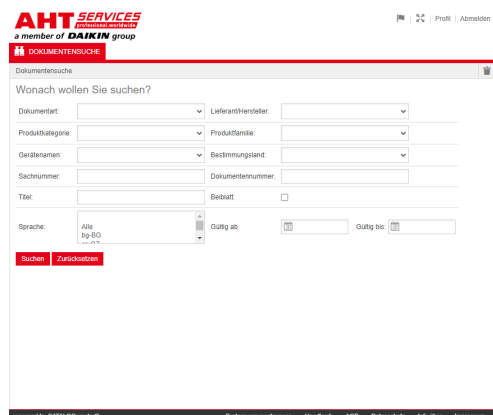 AHT SERVICES
professional.worldwide
a member of DAIKIN group
Profil | Abmelden
DOKUMENTENSUCHE
Dokumentensuche
Wonach wollen Sie suchen?
Dokumentart: Lieferant/Hersteller:
Produktkategorie: Produktfamilie:
Gerätenamen: Bestimmungsland:
Sachnummer: Dokumentennummer:
Titel: Beiblatt:
Sprache: Alle Gültig ab: Gültig bis:
bg-BG
Suchen Zurücksetzen